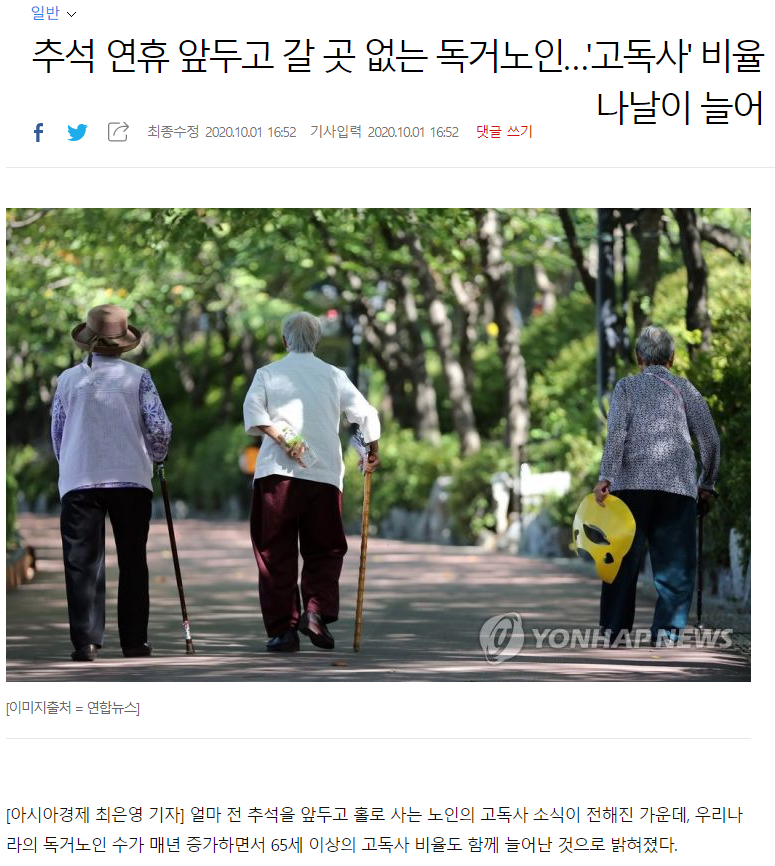 일반
추석 연휴 앞두고 갈 곳 없는 독거노인…'고독사' 비율
나날이 늘어
최종수정 2020.10.01 16:52 기사입력 2020.10.01 16:52 댓글 쓰기
YONHAP NEWS
[이미지출처 = 연합뉴스]
[아시아경제 최은영 기자] 얼마 전 추석을 앞두고 홀로 사는 노인의 고독사 소식이 전해진 가운데, 우리나
라의 독거노인 수가 매년 증가하면서 65세 이상의 고독사 비율도 함께 늘어난 것으로 밝혀졌다.